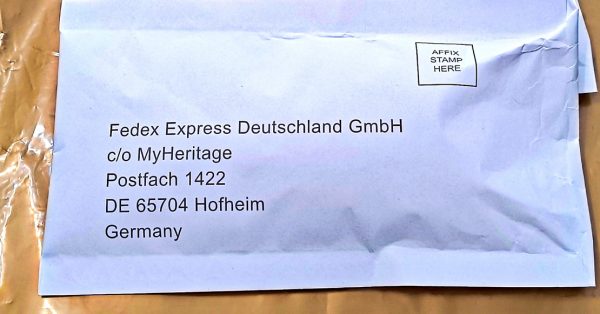 AFFIX
STAMP
HERE
Fedex Express Deutschland GmbH
c/o MyHeritage
Postfach 1422
DE 65704 Hofheim
Germany